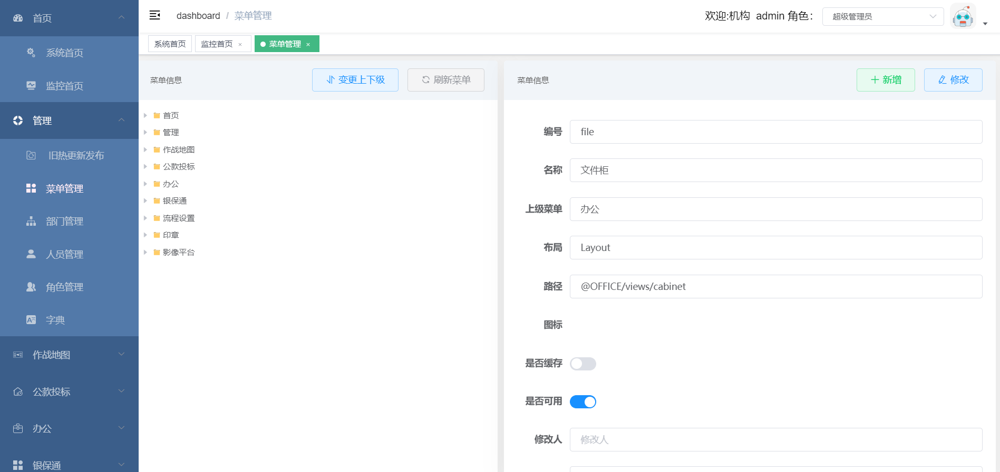 首页
系统首页
监控首页
管理
旧热更新发布
菜单管理
部门管理
人员管理
角色管理
字典
作战地图
公款投标
办公
银保通
dashboard / 菜单管理
欢迎:机构 admin 角色：
超级管理员
系统首页
监控首页 ×
菜单管理 ×
菜单信息
变更上下级
刷新菜单
首页
管理
作战地图
公款投标
办公
银保通
流程设置
印章
影像平台
菜单信息
新增
修改
编号 file
名称 文件柜
上级菜单 办公
布局 Layout
路径 @OFFICE/views/cabinet
图标
是否缓存
是否可用
修改人 修改人